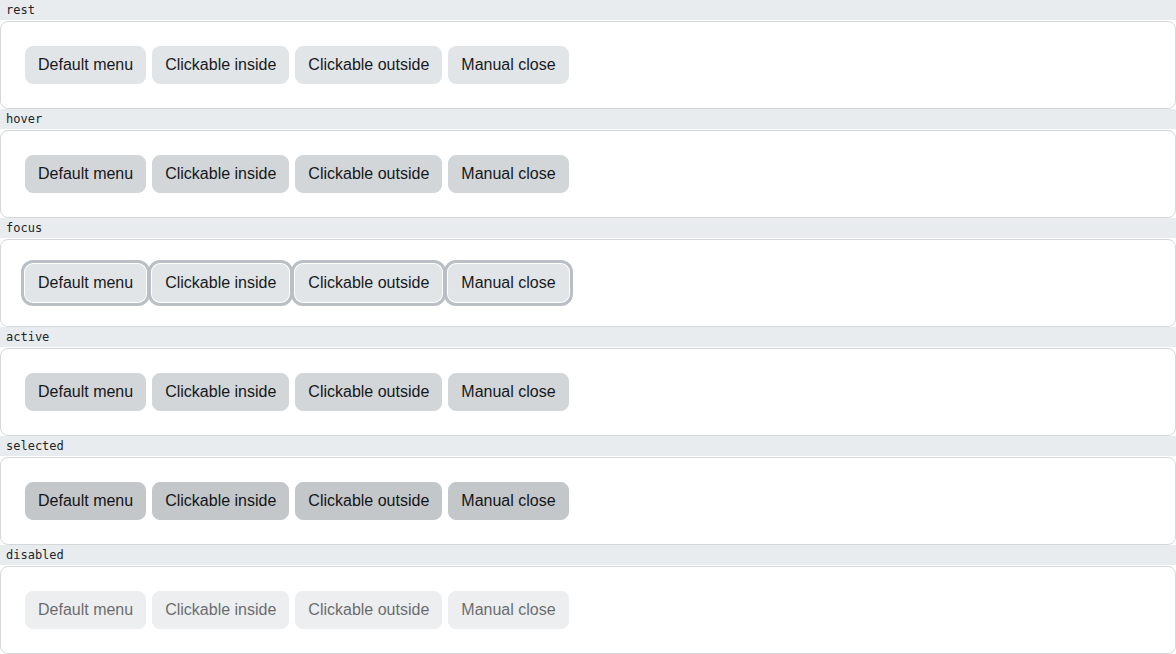 rest
Default menu Clickable inside Clickable outside Manual close
hover
Default menu Clickable inside Clickable outside Manual close
focus
Default menu Clickable inside Clickable outside Manual close
active
Default menu Clickable inside Clickable outside Manual close
selected
Default menu Clickable inside Clickable outside Manual close
disabled
Default menu Clickable inside Clickable outside Manual close